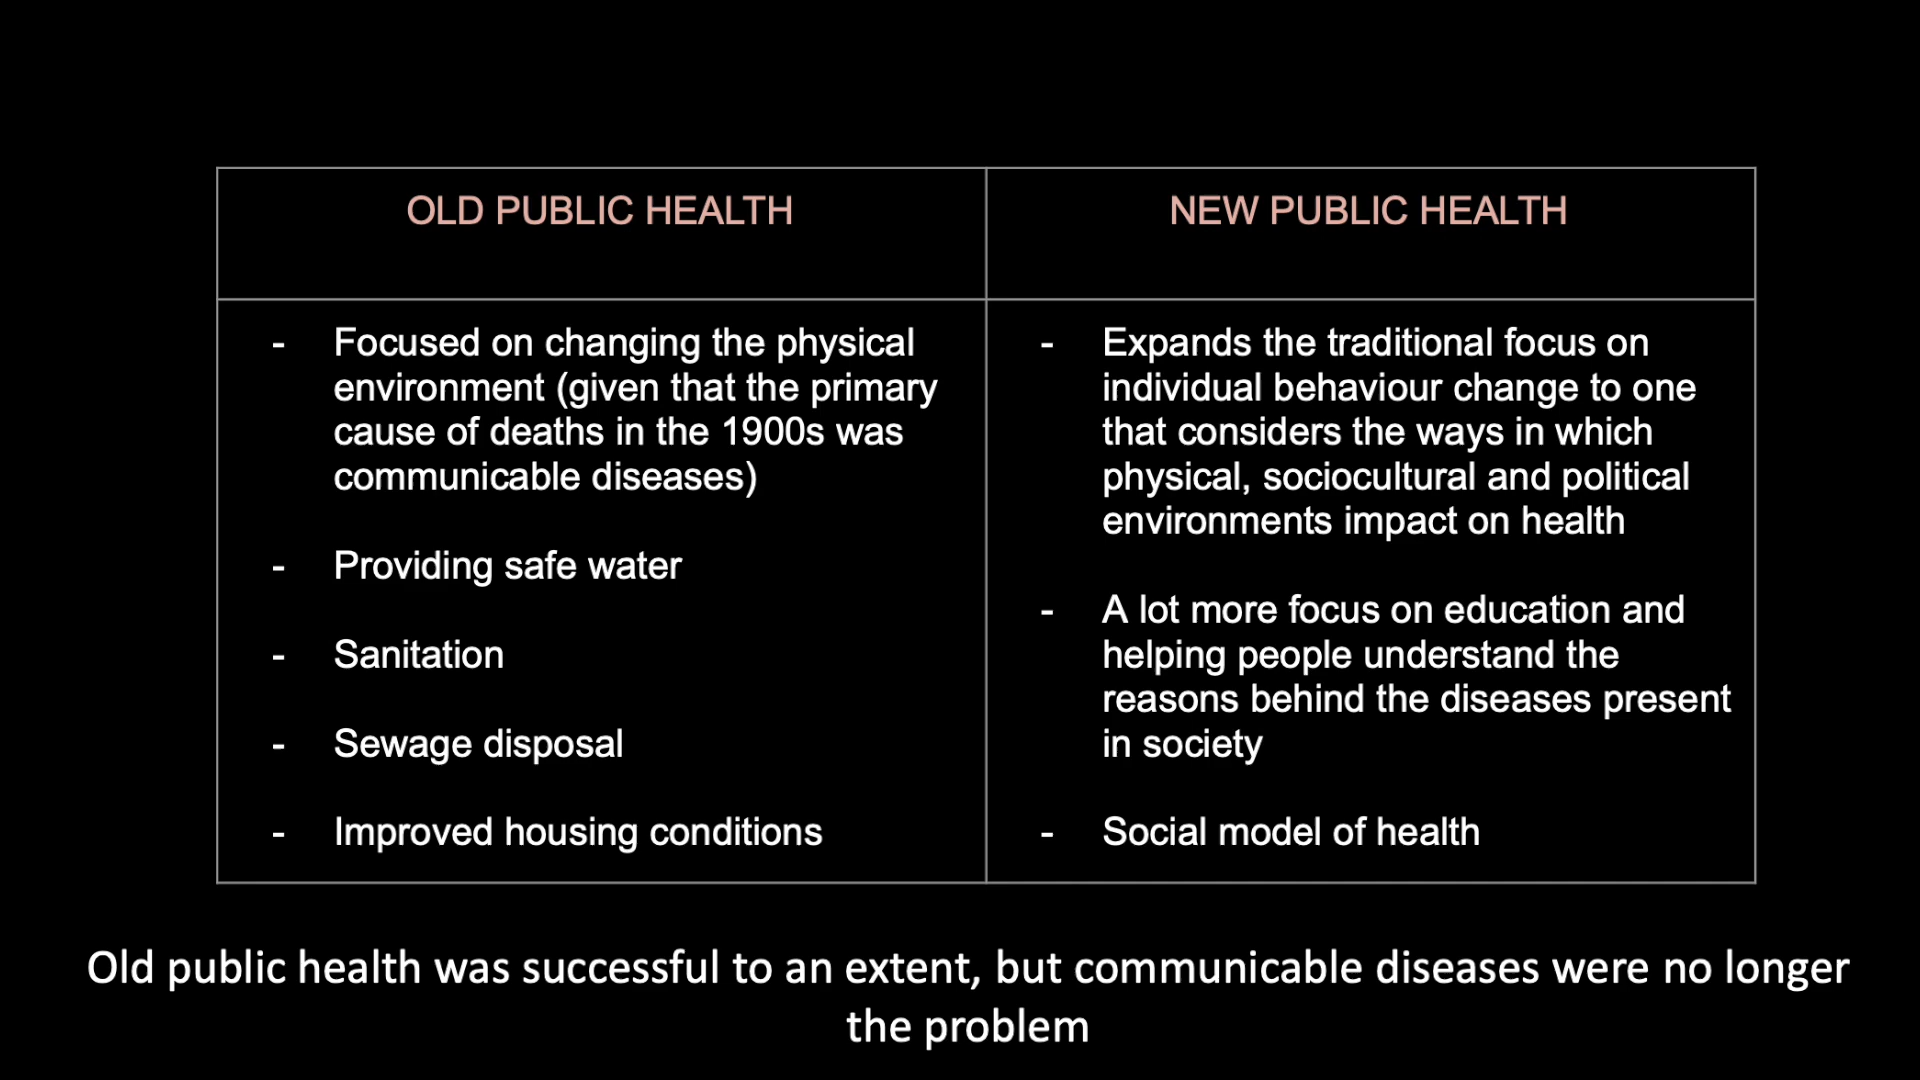 OLD PUBLIC HEALTH
NEW PUBLIC HEALTH
- Focused on changing the physical
environment (given that the primary
cause of deaths in the 1900s was
communicable diseases)
- Providing safe water
- Sanitation
- Sewage disposal
- Improved housing conditions
- Expands the traditional focus on
individual behaviour change to one
that considers the ways in which
physical, sociocultural and political
environments impact on health
- A lot more focus on education and
helping people understand the
reasons behind the diseases present
in society
- Social model of health
Old public health was successful to an extent, but communicable diseases were no longer
the problem